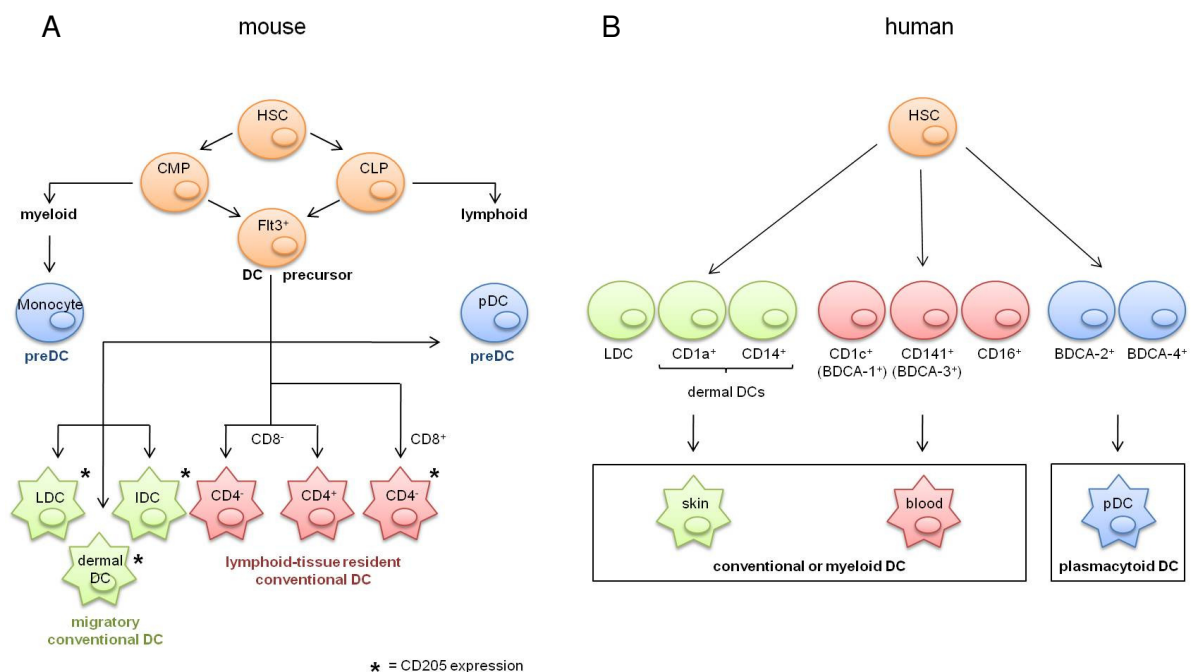 A
mouse
HSC
CMP
CLP
myeloid
lymphoid
Flt3⁺
DC precursor
Monocyte
preDC
pDC
preDC
CD8⁻
CD8⁺
LDC
*
IDC
*
CD4⁻
CD4⁺
CD4⁻
*
dermal
DC
*
lymphoid-tissue resident
conventional DC
migratory
conventional DC
* = CD205 expression
B
human
HSC
LDC
CD1a⁺
CD14⁺
dermal DCs
CD1c⁺
(BDCA-1⁺)
CD141⁺
(BDCA-3⁺)
CD16⁺
BDCA-2⁺
BDCA-4⁺
skin
blood
conventional or myeloid DC
pDC
plasmacytoid DC